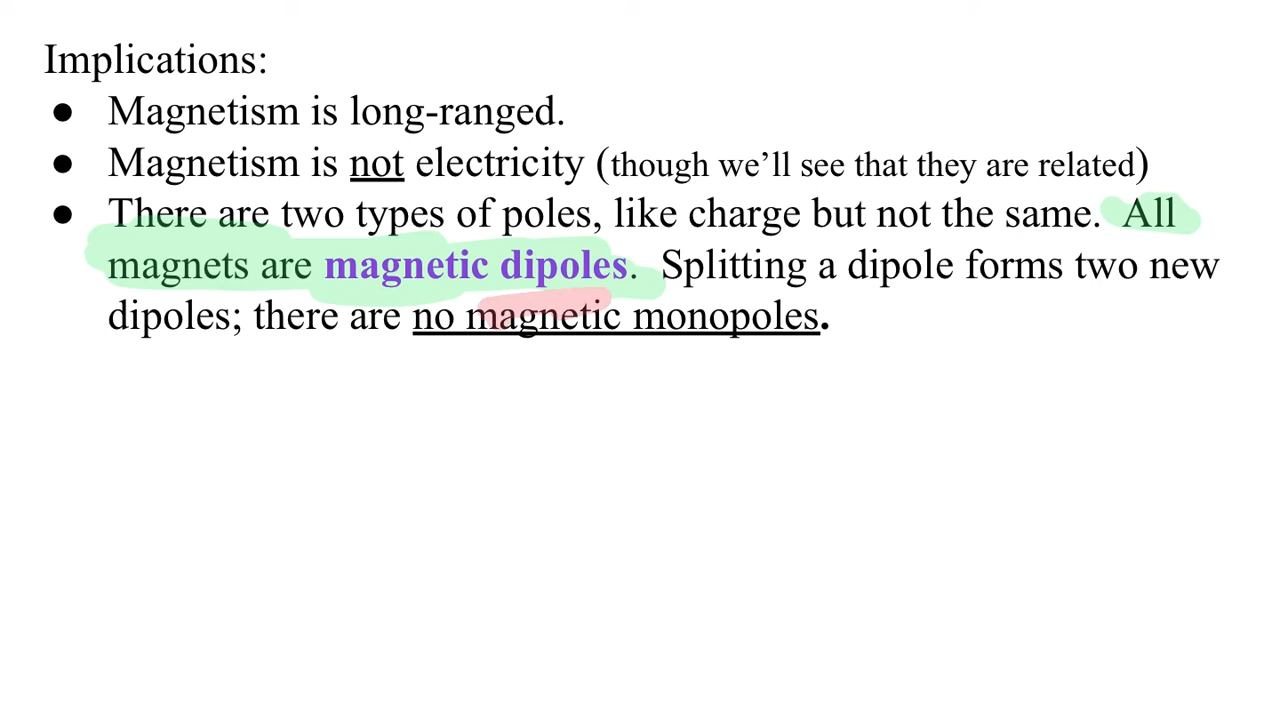 Implications:
● Magnetism is long-ranged.
● Magnetism is not electricity (though we’ll see that they are related)
● There are two types of poles, like charge but not the same. All
magnets are magnetic dipoles. Splitting a dipole forms two new
dipoles; there are no magnetic monopoles.